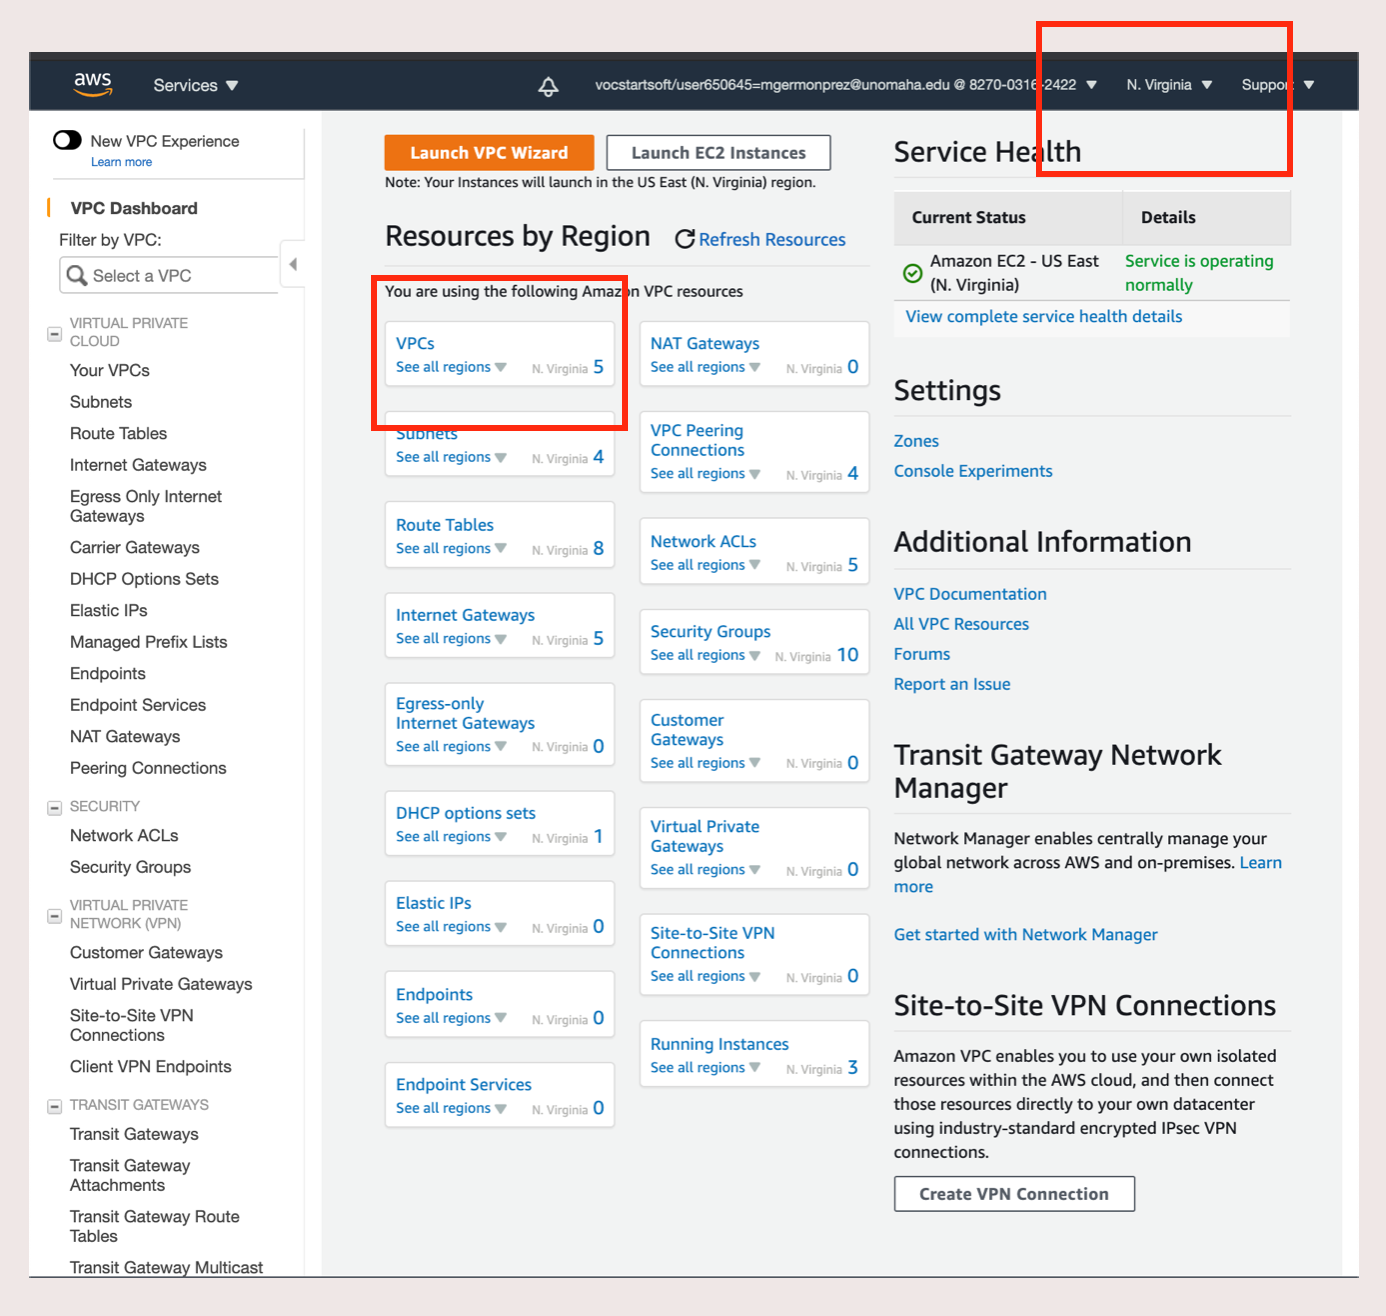 aws
Services
vocstartsoft/user650645=mgermonprez@unomaha.edu @ 8270-0316-2422
N. Virginia
Support
New VPC Experience
Learn more
VPC Dashboard
Filter by VPC:
Select a VPC
VIRTUAL PRIVATE
CLOUD
Your VPCs
Subnets
Route Tables
Internet Gateways
Egress Only Internet
Gateways
Carrier Gateways
DHCP Options Sets
Elastic IPs
Managed Prefix Lists
Endpoints
Endpoint Services
NAT Gateways
Peering Connections
SECURITY
Network ACLs
Security Groups
VIRTUAL PRIVATE
NETWORK (VPN)
Customer Gateways
Virtual Private Gateways
Site-to-Site VPN
Connections
Client VPN Endpoints
TRANSIT GATEWAYS
Transit Gateways
Transit Gateway
Attachments
Transit Gateway Route
Tables
Transit Gateway Multicast
Launch VPC Wizard
Launch EC2 Instances
Note: Your Instances will launch in the US East (N. Virginia) region.
Resources by Region
Refresh Resources
You are using the following Amazon VPC resources
VPCs
See all regions N. Virginia 5
Subnets
See all regions N. Virginia 4
Route Tables
See all regions N. Virginia 8
Internet Gateways
See all regions N. Virginia 5
Egress-only
Internet Gateways
See all regions N. Virginia 0
DHCP options sets
See all regions N. Virginia 1
Elastic IPs
See all regions N. Virginia 0
Endpoints
See all regions N. Virginia 0
Endpoint Services
See all regions N. Virginia 0
NAT Gateways
See all regions N. Virginia 0
VPC Peering
Connections
See all regions N. Virginia 4
Network ACLs
See all regions N. Virginia 5
Security Groups
See all regions N. Virginia 10
Customer
Gateways
See all regions N. Virginia 0
Virtual Private
Gateways
See all regions N. Virginia 0
Site-to-Site VPN
Connections
See all regions N. Virginia 0
Running Instances
See all regions N. Virginia 3
Service Health
Current Status Details
Amazon EC2 - US East
(N. Virginia)
Service is operating
normally
View complete service health details
Settings
Zones
Console Experiments
Additional Information
VPC Documentation
All VPC Resources
Forums
Report an Issue
Transit Gateway Network
Manager
Network Manager enables centrally manage your
global network across AWS and on-premises. Learn
more
Get started with Network Manager
Site-to-Site VPN Connections
Amazon VPC enables you to use your own isolated
resources within the AWS cloud, and then connect
those resources directly to your own datacenter
using industry-standard encrypted IPsec VPN
connections.
Create VPN Connection